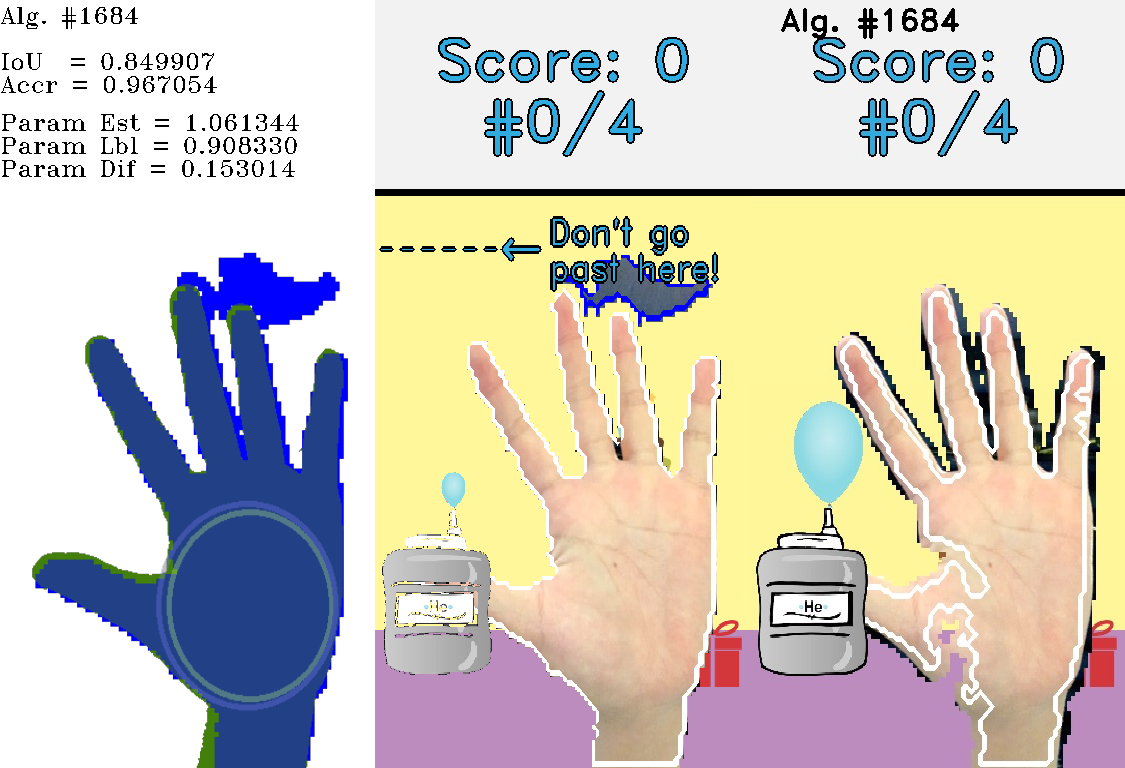 Alg. #1684
IoU = 0.849907
Accr = 0.967054
Param Est = 1.061344
Param Lbl = 0.908330
Param Dif = 0.153014
Score: 0
#0/4
Don't go
past here!
He
Alg. #1684
Score: 0
#0/4
He